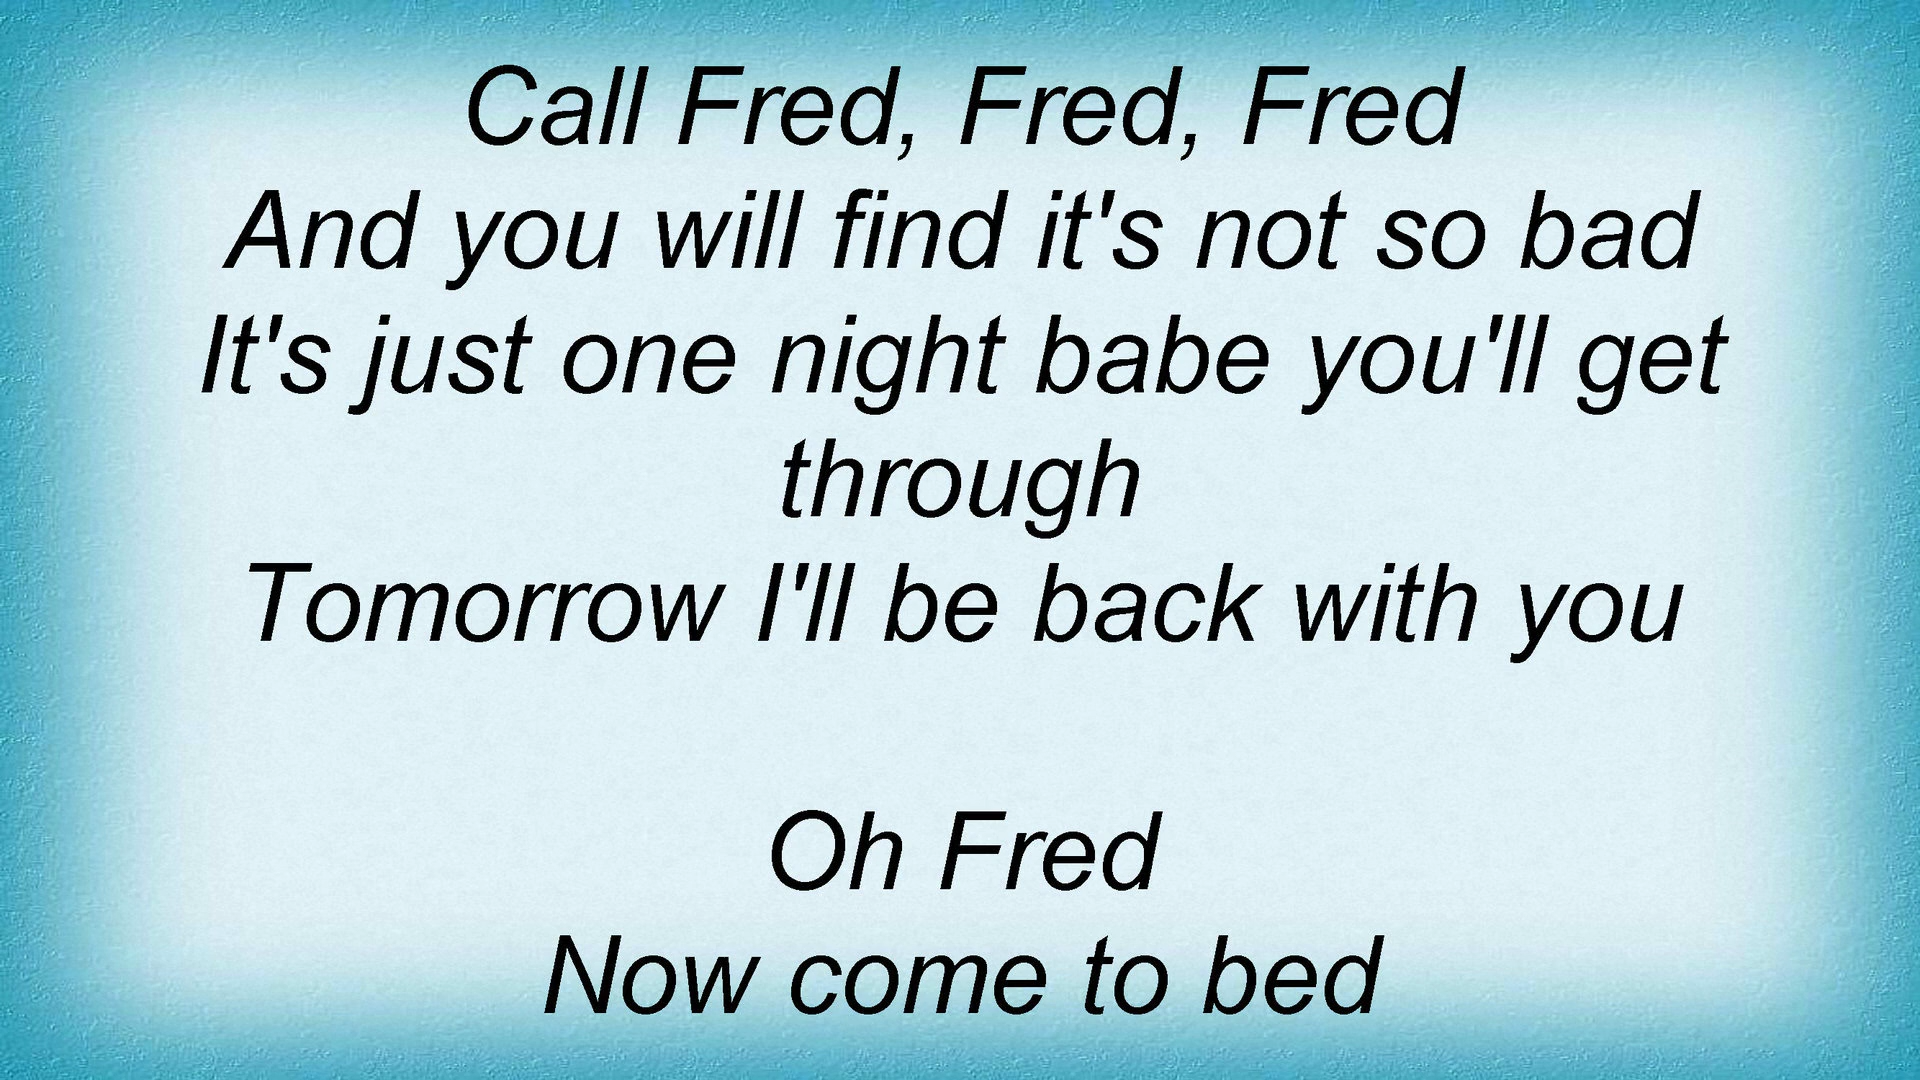 Call Fred, Fred, Fred
And you will find it's not so bad
It's just one night babe you'll get
through
Tomorrow I'll be back with you
Oh Fred
Now come to bed